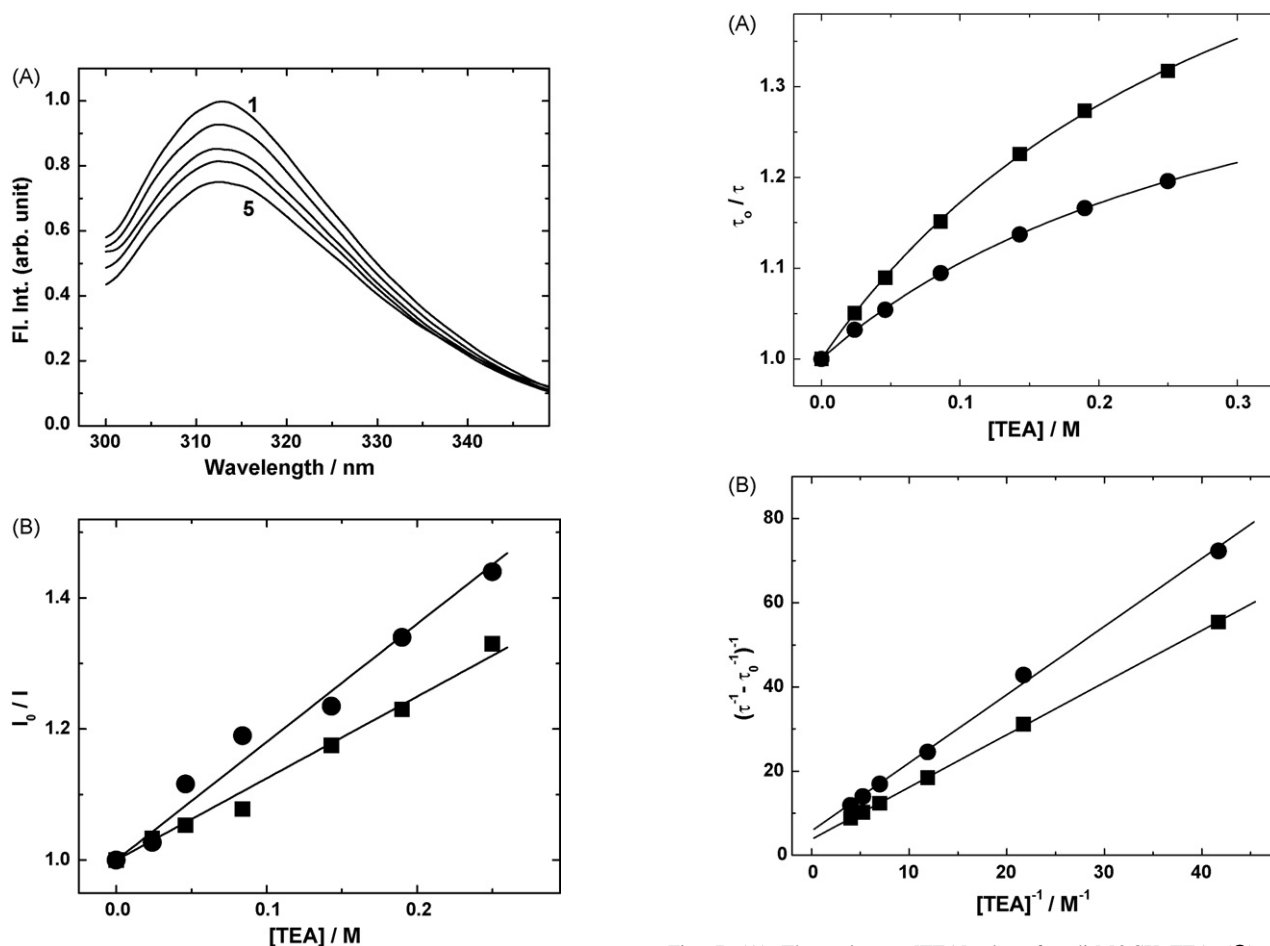 (A)
1.0
0.8
0.6
0.4
0.2
0.0
1
5
Fl. Int. (arb. unit)
300 310 320 330 340
Wavelength / nm
(B)
1.4
1.2
1.0
I₀ / I
0.0 0.1 0.2
[TEA] / M
(A)
1.3
1.2
1.1
1.0
τₒ / τ
0.0 0.1 0.2 0.3
[TEA] / M
(B)
80
60
40
20
0
(τ⁻¹- τ₀⁻¹)⁻¹
0 10 20 30 40
[TEA]⁻¹ / M⁻¹